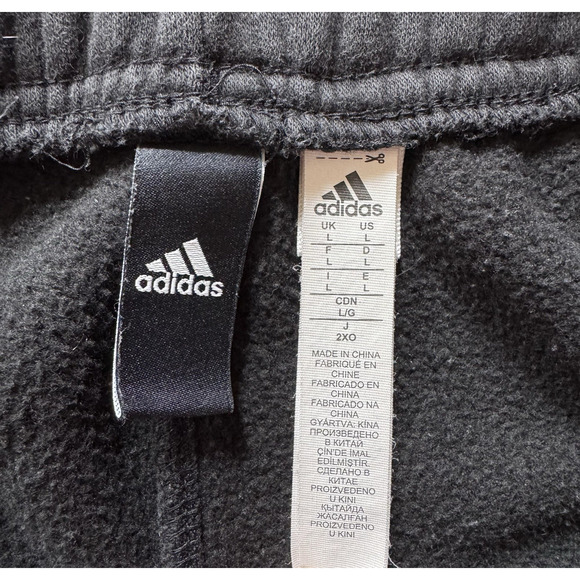 adidas
adidas
UK US
L L
F D
L L
I E
L L
CDN
L/G
J
2XO
MADE IN CHINA
FABRIQUÉ EN
CHINE
FABRICADO EN
CHINA
FABRICADO NA
CHINA
GYÁRTVA: KÍNA
ПРОИЗВЕДЕНО
В КИТАЙ
ÇİN'DE İMAL
EDİLMİŞTİR.
СДЕЛАНО В
КИТАЕ
PROIZVEDENO
U KINI
ҚЫТАЙДА
ЖАСАЛҒАН
PROIZVEDENO
U KINI